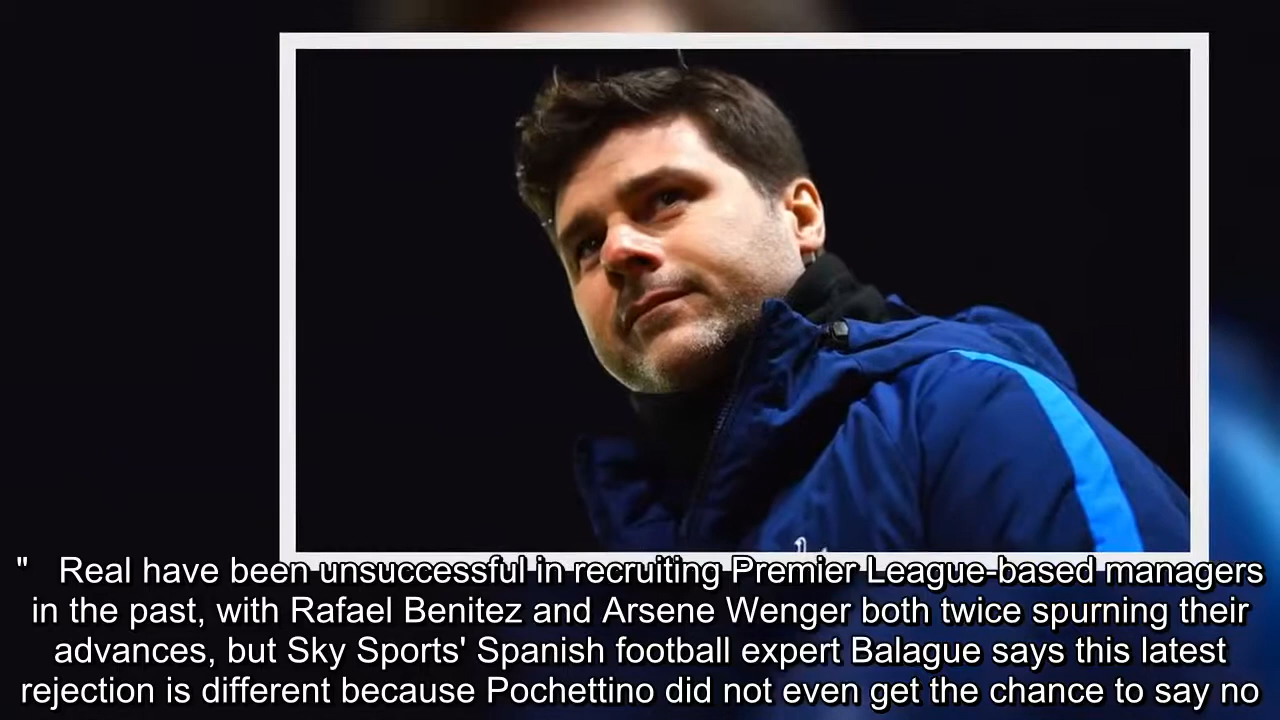 "   Real have been unsuccessful in recruiting Premier League-based managers
in the past, with Rafael Benitez and Arsene Wenger both twice spurning their
advances, but Sky Sports' Spanish football expert Balague says this latest
rejection is different because Pochettino did not even get the chance to say no